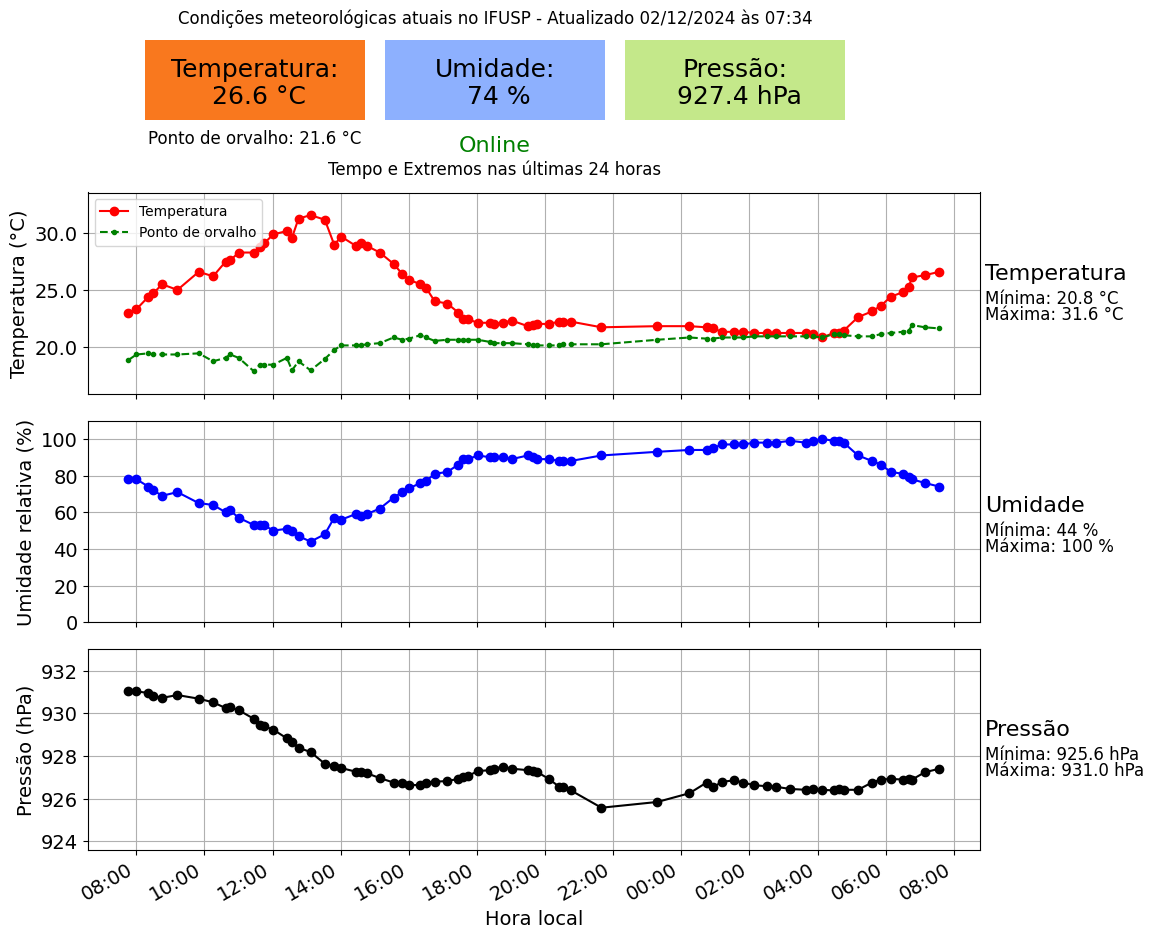 Condições meteorológicas atuais no IFUSP - Atualizado 02/12/2024 às 07:34
Temperatura:
26.6 °C
Umidade:
74 %
Pressão:
927.4 hPa
Ponto de orvalho: 21.6 °C
Online
Tempo e Extremos nas últimas 24 horas
Temperatura (°C)
30.0
25.0
20.0
Temperatura
Ponto de orvalho
Temperatura
Mínima: 20.8 °C
Máxima: 31.6 °C
Umidade relativa (%)
100
80
60
40
20
0
Umidade
Mínima: 44 %
Máxima: 100 %
Pressão (hPa)
932
930
928
926
924
Pressão
Mínima: 925.6 hPa
Máxima: 931.0 hPa
08:00 10:00 12:00 14:00 16:00 18:00 20:00 22:00 00:00 02:00 04:00 06:00 08:00
Hora local